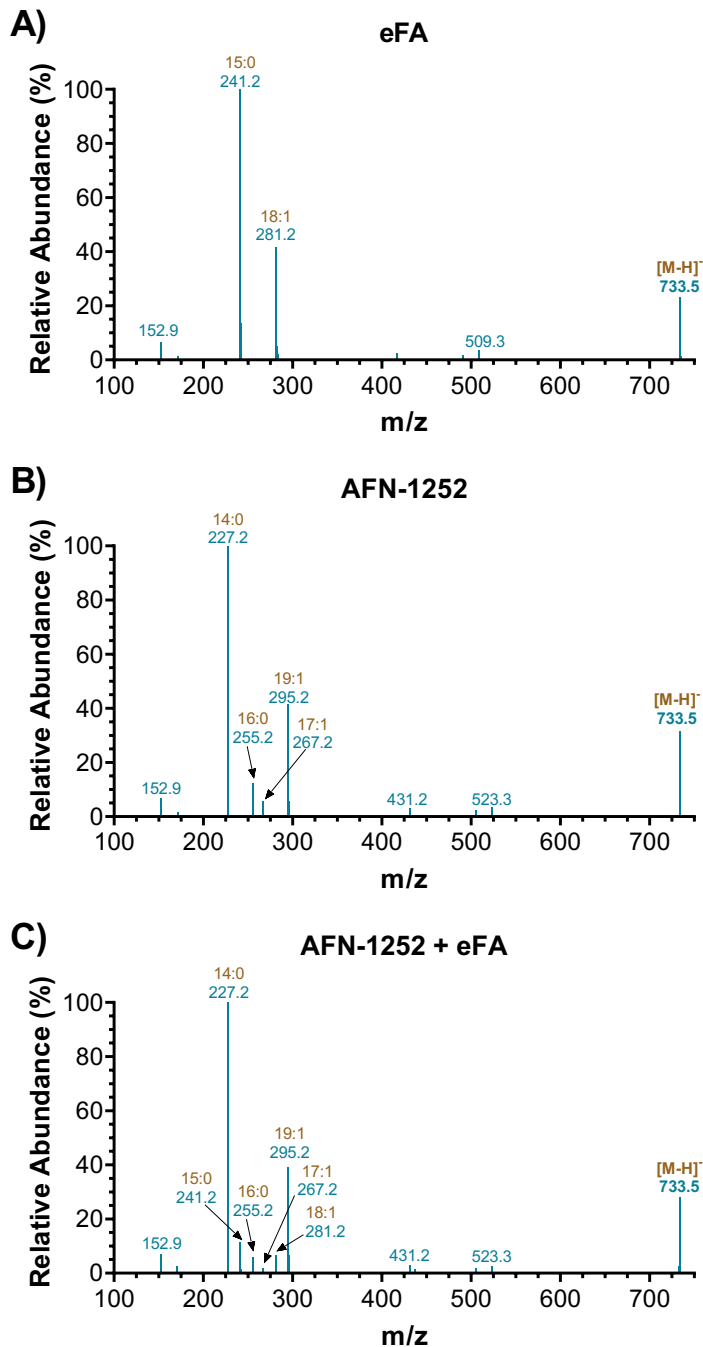 A)
eFA
Relative Abundance (%)
100
80
60
40
20
0
15:0
241.2
18:1
281.2
[M-H]⁻
733.5
152.9
509.3
100 200 300 400 500 600 700
m/z
B)
AFN-1252
Relative Abundance (%)
100
80
60
40
20
0
14:0
227.2
19:1
295.2
16:0
255.2
17:1
267.2
[M-H]⁻
733.5
152.9
431.2
523.3
100 200 300 400 500 600 700
m/z
C)
AFN-1252 + eFA
Relative Abundance (%)
100
80
60
40
20
0
14:0
227.2
19:1
295.2
15:0
241.2
16:0
255.2
17:1
267.2
18:1
281.2
[M-H]⁻
733.5
152.9
431.2
523.3
100 200 300 400 500 600 700
m/z